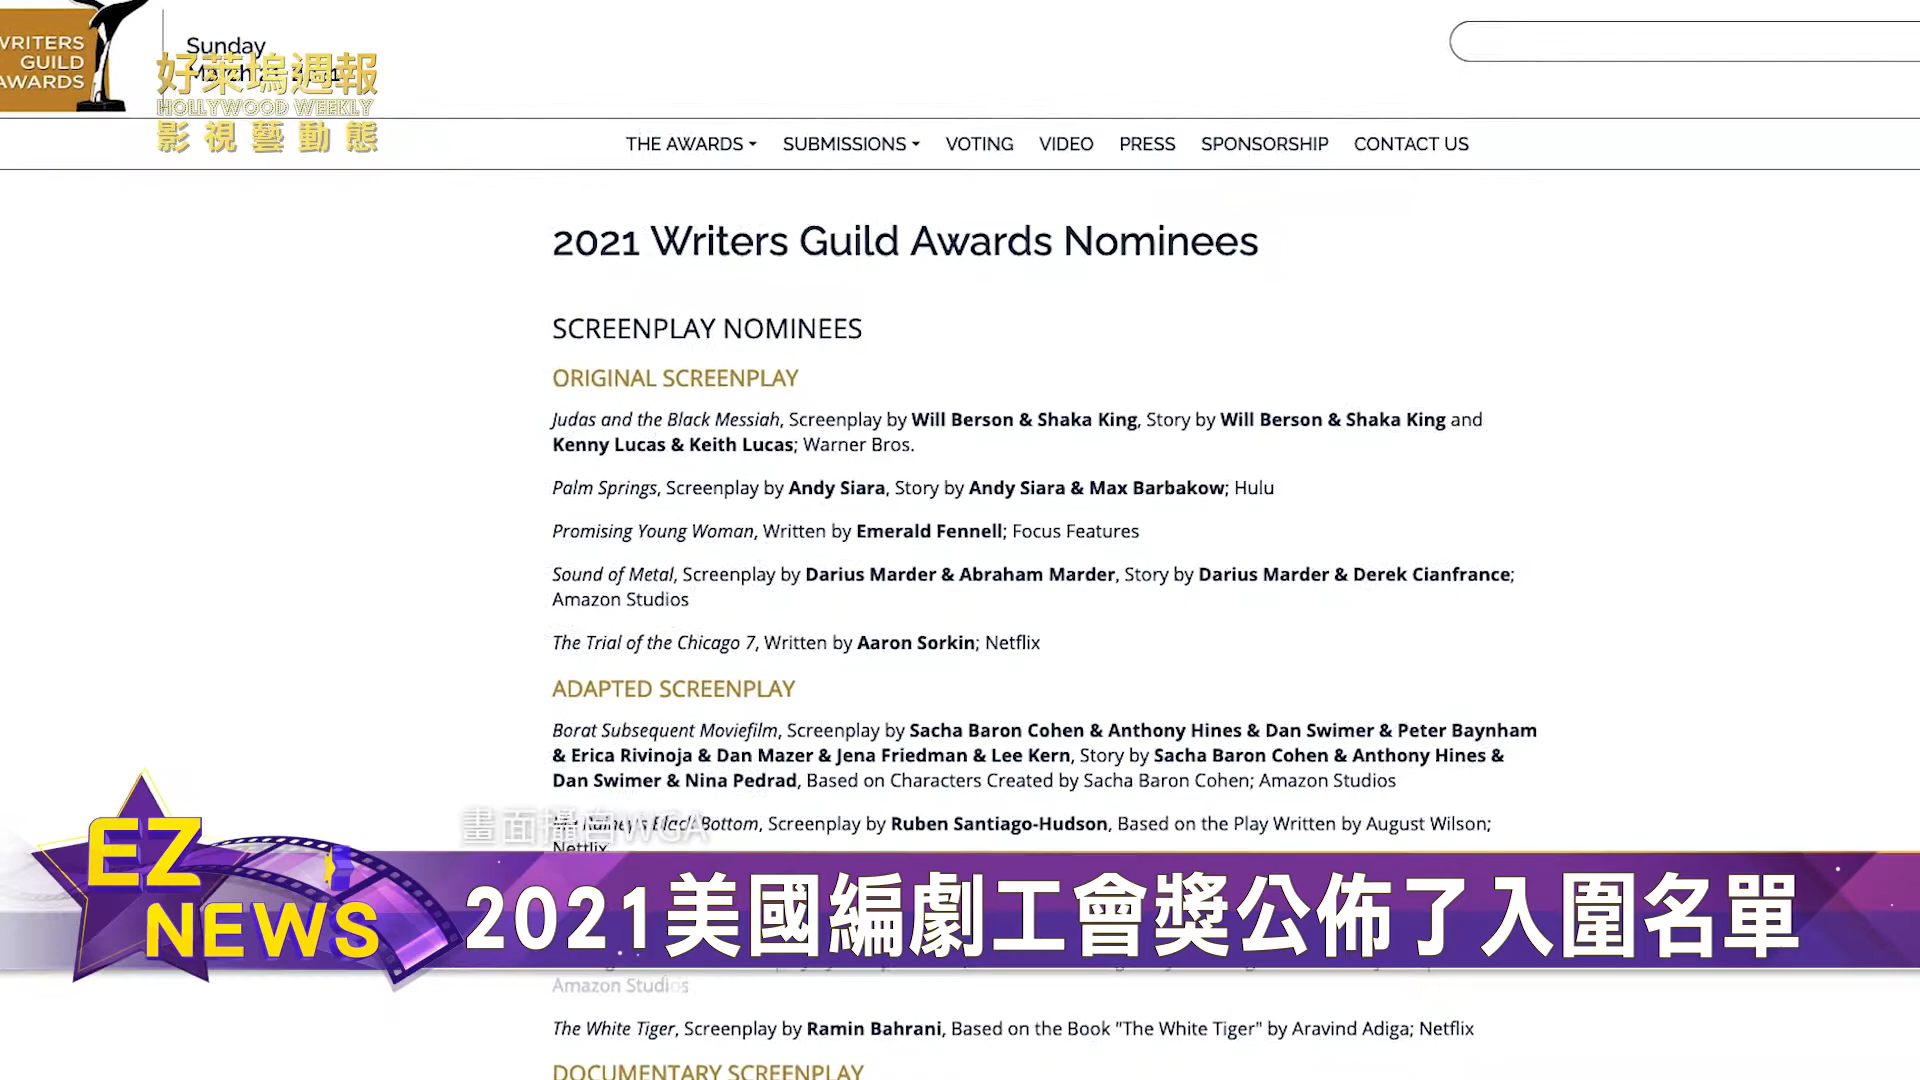 WRITERS
GUILD
AWARDS
Sunday
好萊塢週報
HOLLYWOOD WEEKLY
影視藝動態
THE AWARDS SUBMISSIONS VOTING VIDEO PRESS SPONSORSHIP CONTACT US
2021 Writers Guild Awards Nominees
SCREENPLAY NOMINEES
ORIGINAL SCREENPLAY
Judas and the Black Messiah, Screenplay by Will Berson & Shaka King, Story by Will Berson & Shaka King and
Kenny Lucas & Keith Lucas; Warner Bros.
Palm Springs, Screenplay by Andy Siara, Story by Andy Siara & Max Barbakow; Hulu
Promising Young Woman, Written by Emerald Fennell; Focus Features
Sound of Metal, Screenplay by Darius Marder & Abraham Marder, Story by Darius Marder & Derek Cianfrance;
Amazon Studios
The Trial of the Chicago 7, Written by Aaron Sorkin; Netflix
ADAPTED SCREENPLAY
Borat Subsequent Moviefilm, Screenplay by Sacha Baron Cohen & Anthony Hines & Dan Swimer & Peter Baynham
& Erica Rivinoja & Dan Mazer & Jena Friedman & Lee Kern, Story by Sacha Baron Cohen & Anthony Hines &
Dan Swimer & Nina Pedrad, Based on Characters Created by Sacha Baron Cohen; Amazon Studios
畫面攝自WGA
Black Bottom, Screenplay by Ruben Santiago-Hudson, Based on the Play Written by August Wilson;
Netflix
EZ
NEWS
2021美國編劇工會獎公佈了入圍名單
Amazon Studios
The White Tiger, Screenplay by Ramin Bahrani, Based on the Book "The White Tiger" by Aravind Adiga; Netflix
DOCUMENTARY SCREENPLAY